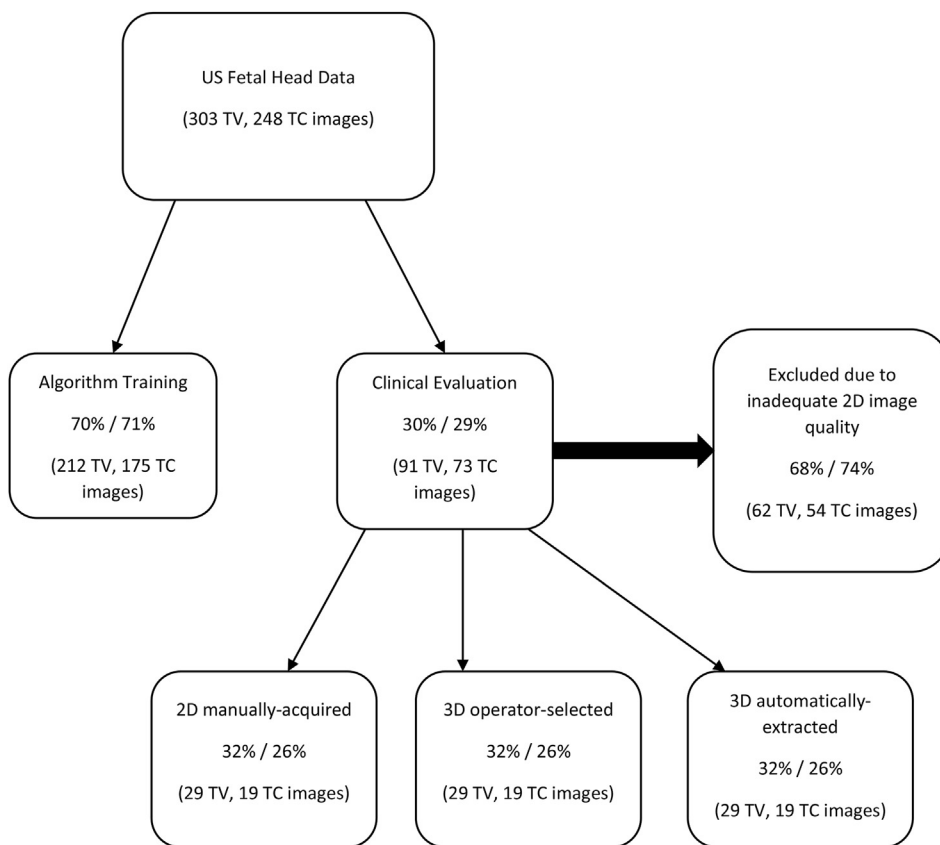 US Fetal Head Data
(303 TV, 248 TC images)
Algorithm Training
70% / 71%
(212 TV, 175 TC
images)
Clinical Evaluation
30% / 29%
(91 TV, 73 TC
images)
Excluded due to
inadequate 2D image
quality
68% / 74%
(62 TV, 54 TC images)
2D manually-acquired
32% / 26%
(29 TV, 19 TC images)
3D operator-selected
32% / 26%
(29 TV, 19 TC images)
3D automatically-
extracted
32% / 26%
(29 TV, 19 TC images)